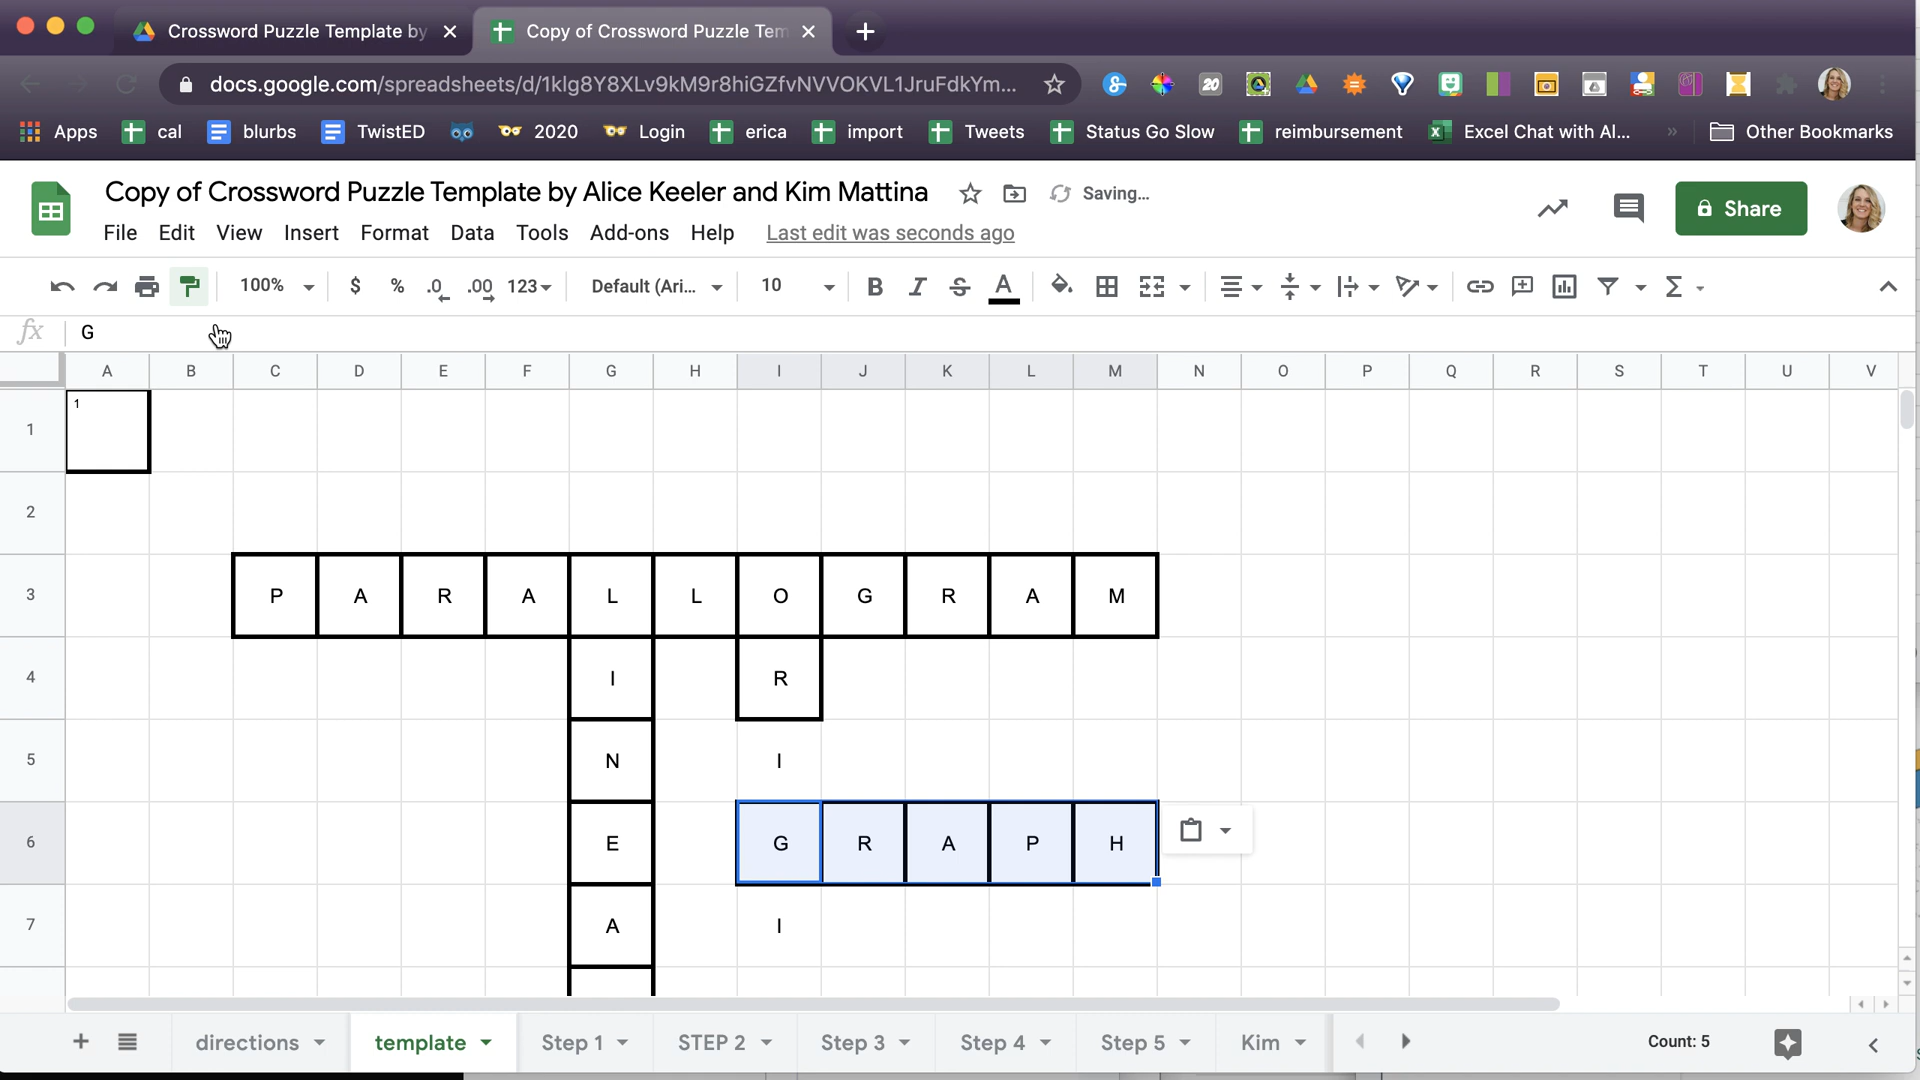 Crossword Puzzle Template by
Copy of Crossword Puzzle Tem
docs.google.com/spreadsheets/d/1klg8Y8XLv9kM9r8hiGZfvNVVOKVL1JruFdkYm...
20
Apps cal blurbs TwistED 2020 Login erica import Tweets Status Go Slow reimbursement Excel Chat with Al... » Other Bookmarks
Copy of Crossword Puzzle Template by Alice Keeler and Kim Mattina Saving... Share
File Edit View Insert Format Data Tools Add-ons Help Last edit was seconds ago
100% $ % .0 .00 123 Default (Ari... 10 B I S A Σ
fx G
A B C D E F G H I J K L M N O P Q R S T U V
1 1
2
3 P A R A L L O G R A M
4 I R
5 N I
6 E G R A P H
7 A I
+ directions template Step 1 STEP 2 Step 3 Step 4 Step 5 Kim Count: 5